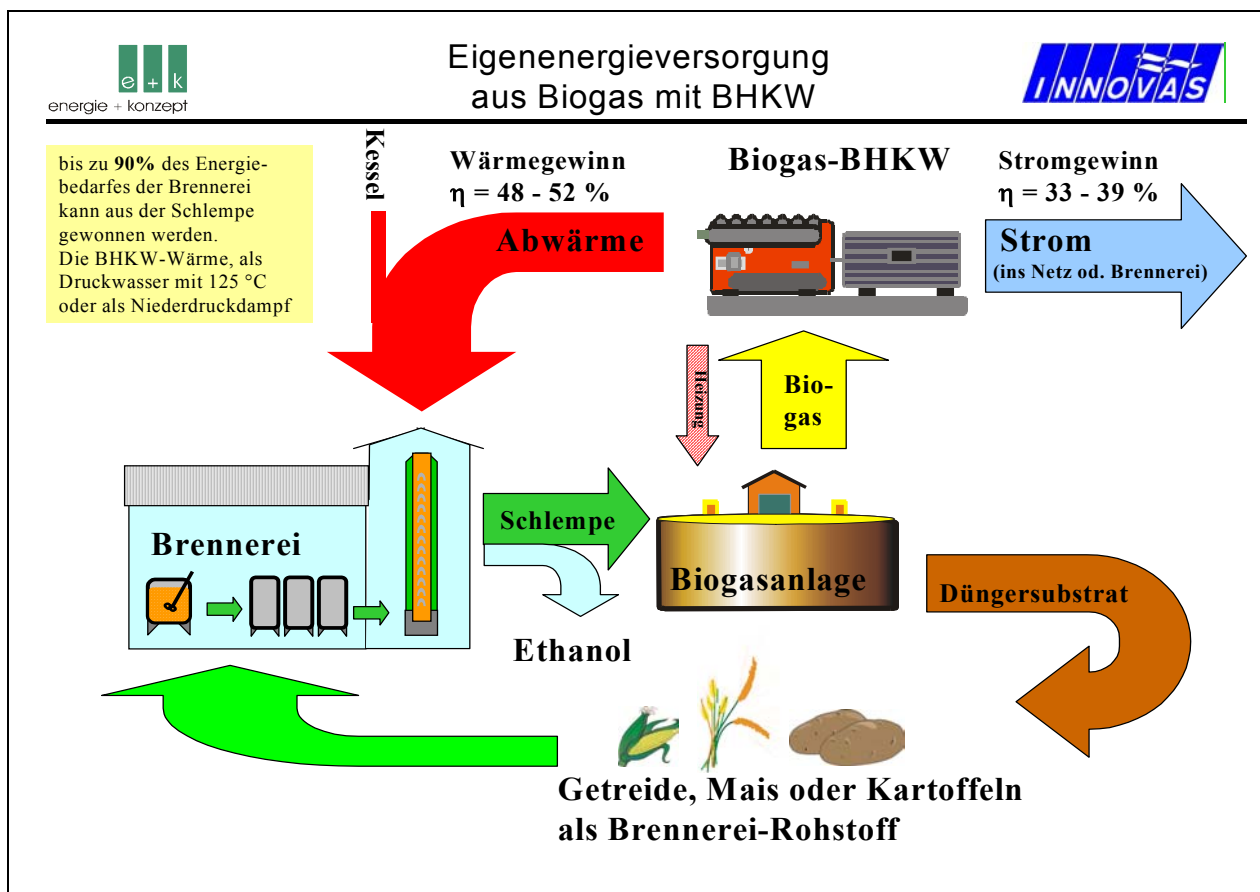 e + k
energie + konzept
Eigenenergieversorgung
aus Biogas mit BHKW
INNOVAS
bis zu 90% des Energie-
bedarfes der Brennerei
kann aus der Schlempe
gewonnen werden.
Die BHKW-Wärme, als
Druckwasser mit 125 °C
oder als Niederdruckdampf
Kessel
Wärmegewinn
η = 48 - 52 %
Abwärme
Biogas-BHKW
Stromgewinn
η = 33 - 39 %
Strom
(ins Netz od. Brennerei)
Heizung
Bio-
gas
Brennerei
Schlempe
Ethanol
Biogasanlage
Düngersubstrat
Getreide, Mais oder Kartoffeln
als Brennerei-Rohstoff